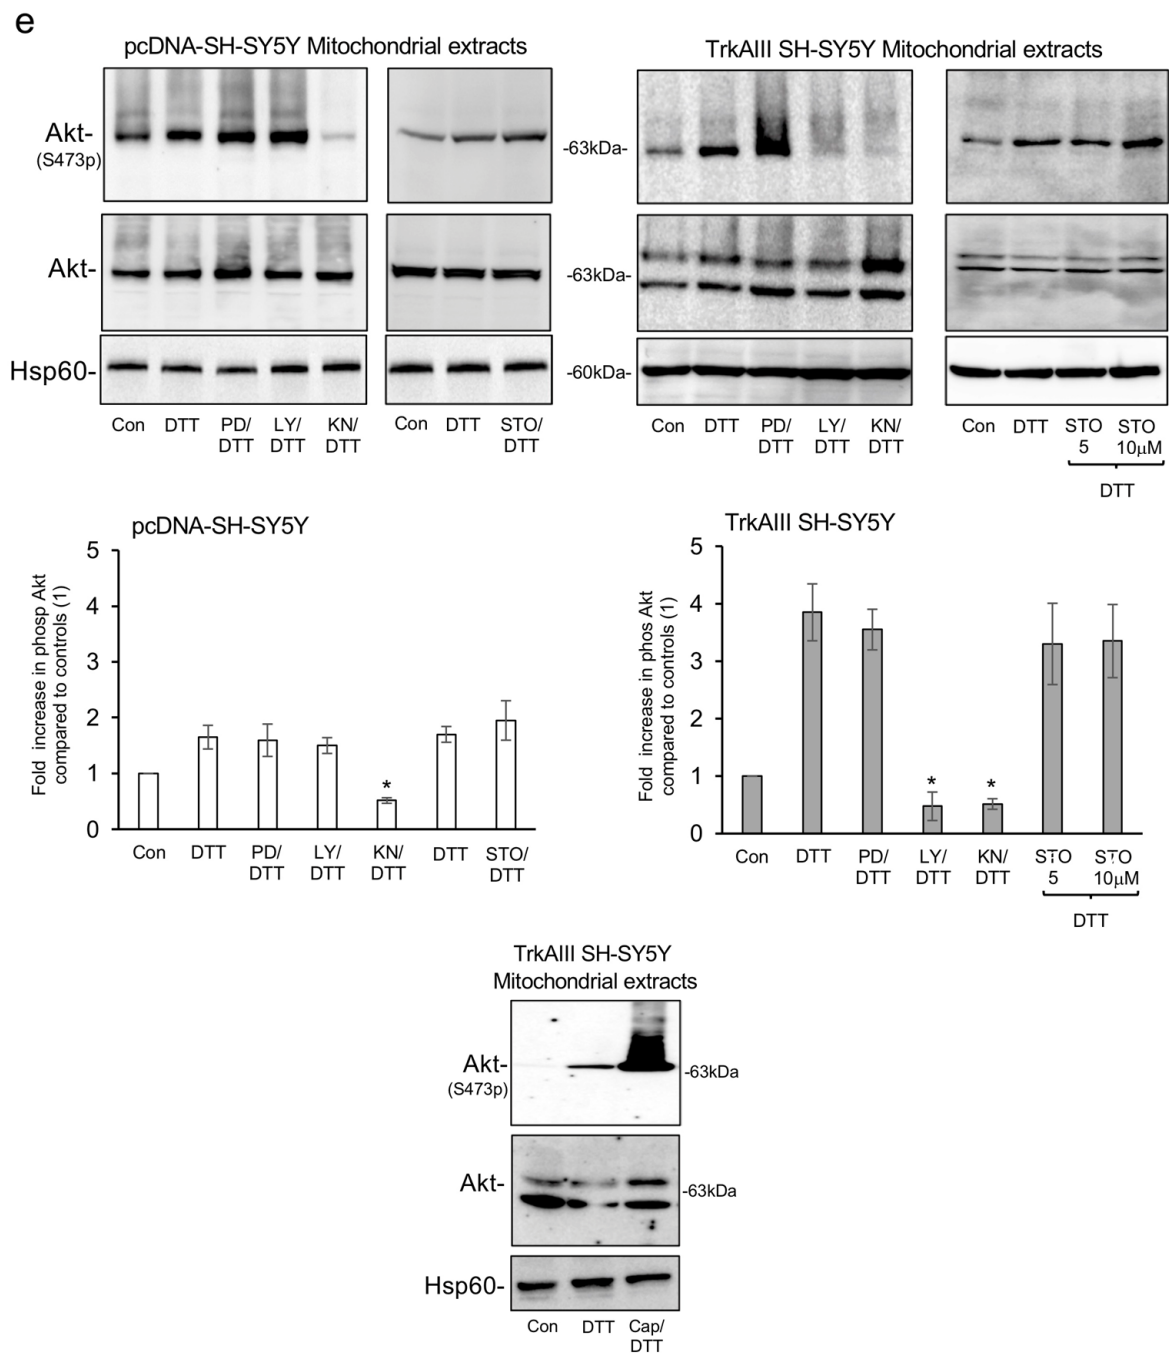 e
pcDNA-SH-SY5Y Mitochondrial extracts
TrkAIII SH-SY5Y Mitochondrial extracts
Akt-
(S473p)
-63kDa-
Akt-
-63kDa-
Hsp60-
-60kDa-
Con DTT PD/ DTT LY/ DTT KN/ DTT
Con DTT STO/ DTT
Con DTT PD/ DTT LY/ DTT KN/ DTT
Con DTT STO 5 STO 10µM
DTT
pcDNA-SH-SY5Y
Fold increase in phosp Akt
compared to controls (1)
5
4
3
2
1
0
*
Con DTT PD/ DTT LY/ DTT KN/ DTT DTT STO/ DTT
TrkAIII SH-SY5Y
Fold increase in phos Akt
compared to controls (1)
5
4
3
2
1
0
* *
Con DTT PD/ DTT LY/ DTT KN/ DTT STO 5 STO 10µM
DTT
TrkAIII SH-SY5Y
Mitochondrial extracts
Akt-
(S473p)
-63kDa
Akt-
-63kDa
Hsp60-
Con DTT Cap/
DTT